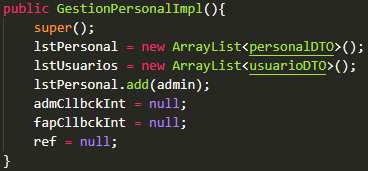 public GestionPersonalImpl(){
super();
lstPersonal = new ArrayList<personalDTO>();
lstUsuarios = new ArrayList<usuarioDTO>();
lstPersonal.add(admin);
admCllbckInt = null;
fapCllbckInt = null;
ref = null;
}